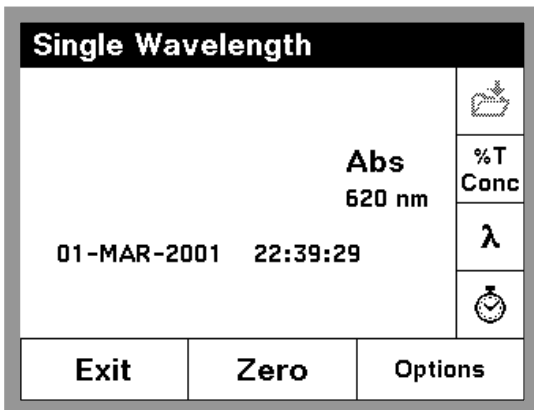 Single Wavelength
Abs
%T
Conc
620 nm
λ
01-MAR-2001 22:39:29
Exit
Zero
Options